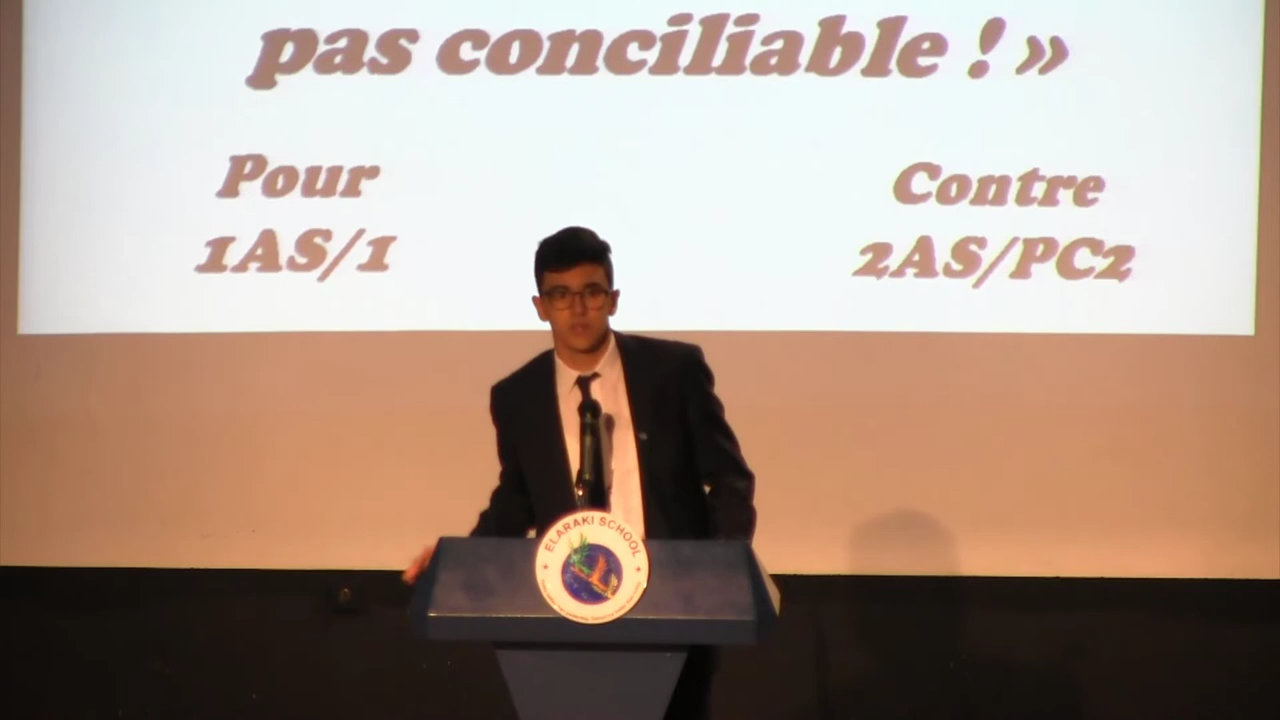 pas conciliable ! »
Pour
Contre
1AS/1
2AS/PC2
ELARAKI SCHOOL